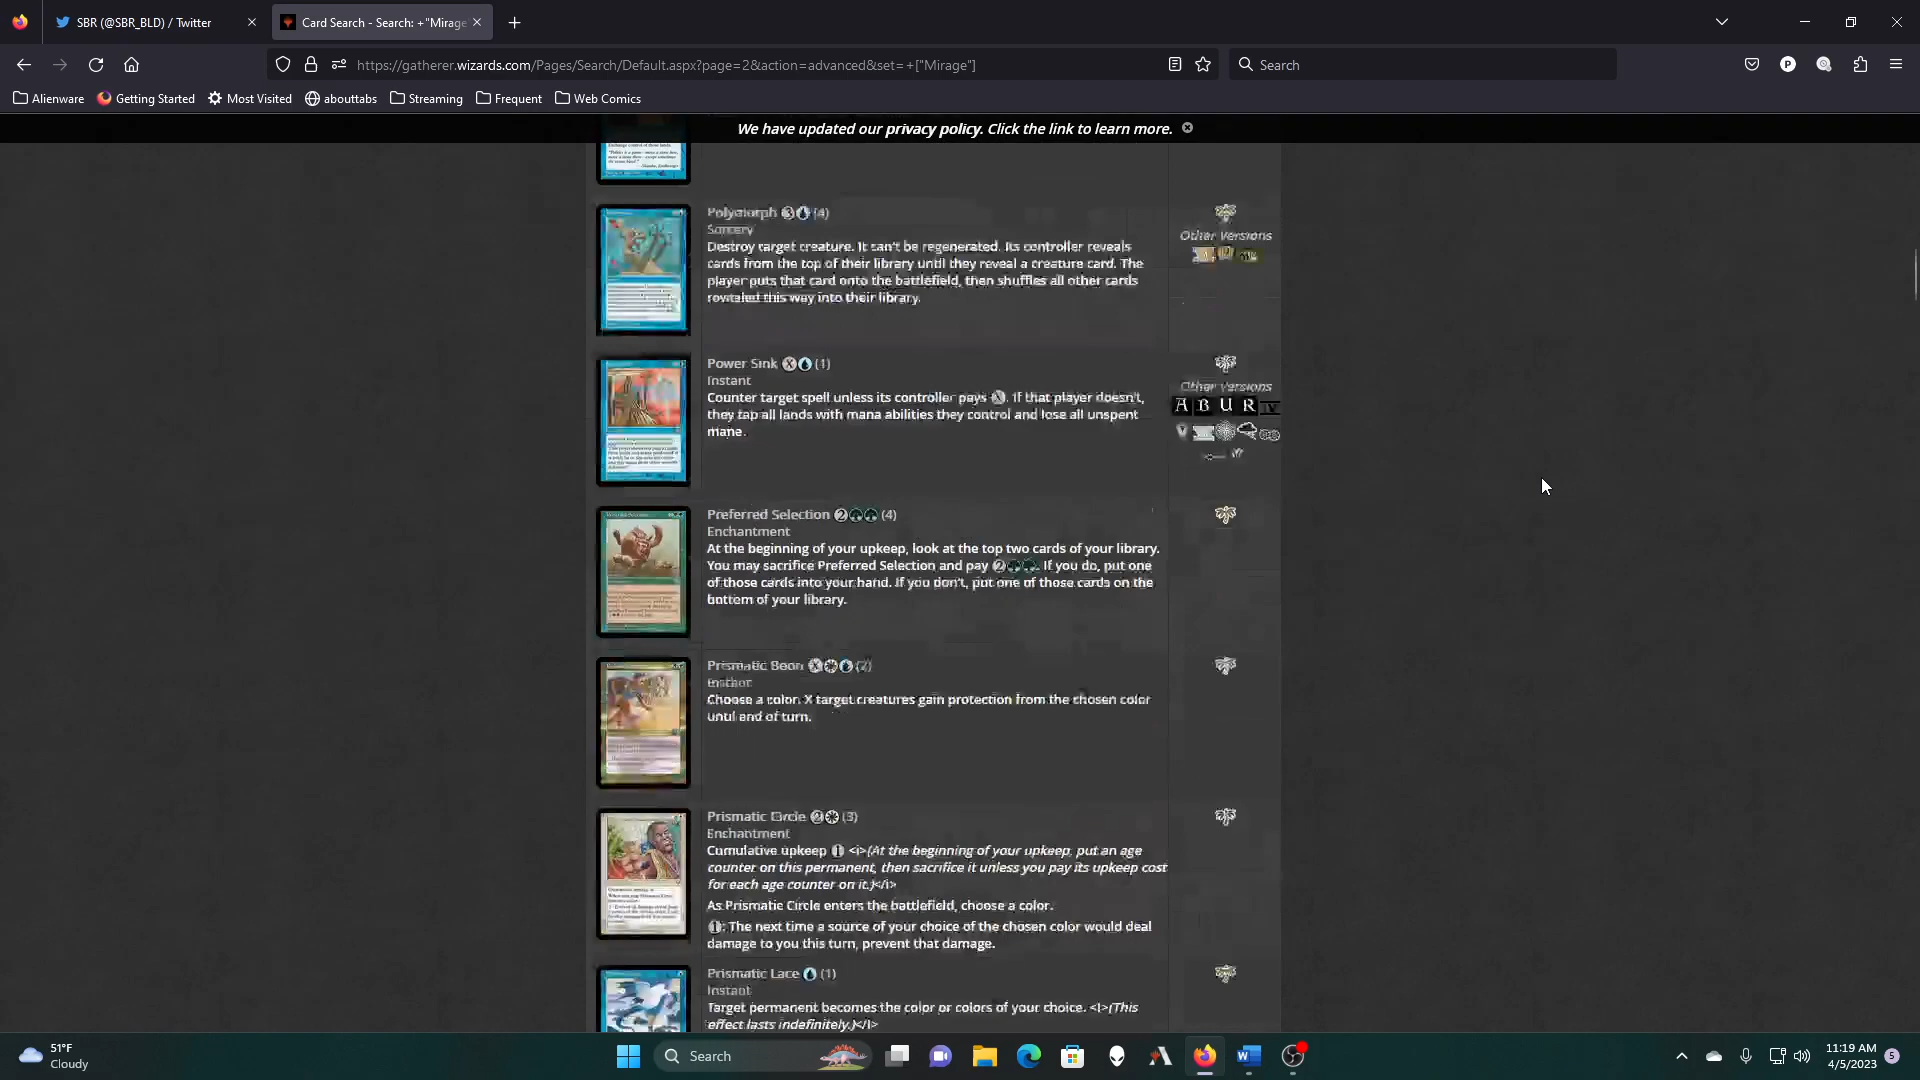 SBR (@SBR_BLD) / Twitter
Card Search - Search: +"Mirage
https://gatherer.wizards.com/Pages/Search/Default.aspx?page=2&action=advanced&set=+["Mirage"]
Search
Alienware
Getting Started
Most Visited
abouttabs
Streaming
Frequent
Web Comics
We have updated our privacy policy. Click the link to learn more.
Polymorph 3 (4)
Sorcery
Destroy target creature. It can't be regenerated. Its controller reveals
cards from the top of their library until they reveal a creature card. The
player puts that card onto the battlefield, then shuffles all other cards
revealed this way into their library.
Other Versions
Power Sink X (1)
Instant
Counter target spell unless its controller pays X. If that player doesn't,
they tap all lands with mana abilities they control and lose all unspent
mana.
Other Versions
A B U R IV
Preferred Selection 2 (4)
Enchantment
At the beginning of your upkeep, look at the top two cards of your library.
You may sacrifice Preferred Selection and pay 2. If you do, put one
of those cards into your hand. If you don't, put one of those cards on the
bottom of your library.
Prismatic Boon X (2)
Instant
Choose a color. X target creatures gain protection from the chosen color
until end of turn.
Prismatic Circle 2 (3)
Enchantment
Cumulative upkeep 1 <i>(At the beginning of your upkeep, put an age
counter on this permanent, then sacrifice it unless you pay its upkeep cost
for each age counter on it.)</i>
As Prismatic Circle enters the battlefield, choose a color.
1: The next time a source of your choice of the chosen color would deal
damage to you this turn, prevent that damage.
Prismatic Lace (1)
Instant
Target permanent becomes the color or colors of your choice. <i>(This
effect lasts indefinitely.)</i>
51°F
Cloudy
Search
11:19 AM
4/5/2023
5